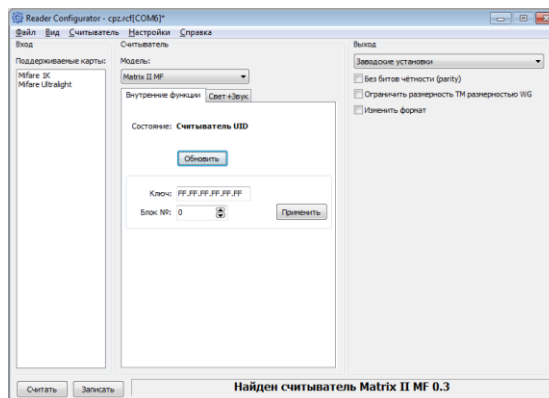 Reader Configurator - cpz.rcf[COM6]*
Файл Вид Считыватель Настройки Справка
Вход
Поддерживаемые карты:
Mifare 1K
Mifare Ultralight
Считыватель
Модель:
Matrix II MF
Внутренние функции Свет+Звук
Состояние: Считыватель UID
Обновить
Ключ: FF.FF.FF.FF.FF.FF
Блок №: 0
Применить
Выход
Заводские установки
Без битов чётности (parity)
Ограничить размерность TM размерностью WG
Изменить формат
Считать Записать Найден считыватель Matrix II MF 0.3